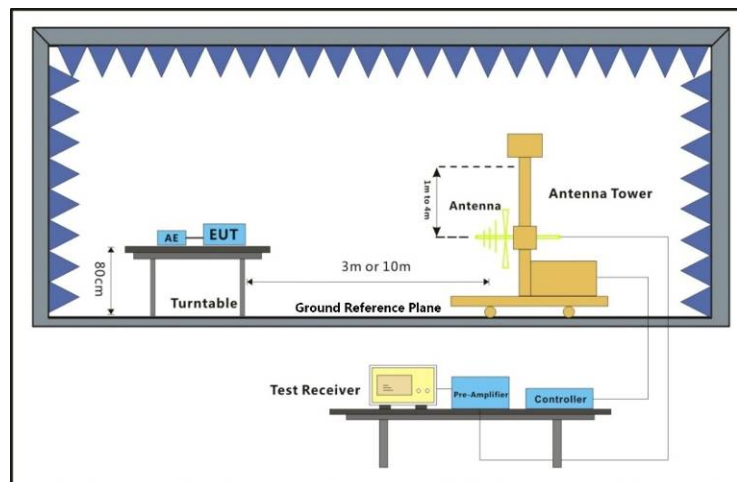 1m to 4m
Antenna
Antenna Tower
AE
EUT
80cm
3m or 10m
Turntable
Ground Reference Plane
Test Receiver
Pre-Amplifier
Controller